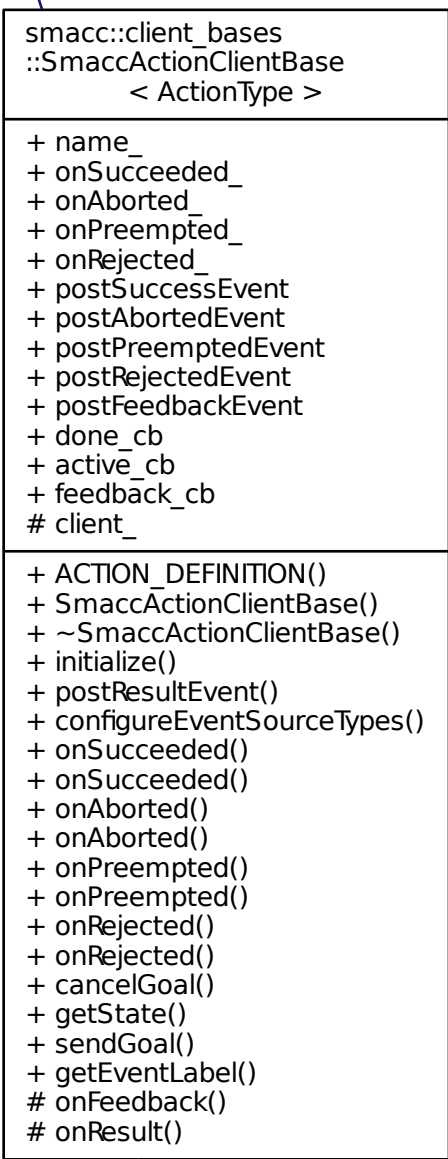 smacc::client_bases
::SmaccActionClientBase
< ActionType >
+ name_
+ onSucceeded_
+ onAborted_
+ onPreempted_
+ onRejected_
+ postSuccessEvent
+ postAbortedEvent
+ postPreemptedEvent
+ postRejectedEvent
+ postFeedbackEvent
+ done_cb
+ active_cb
+ feedback_cb
# client_
+ ACTION_DEFINITION()
+ SmaccActionClientBase()
+ ~SmaccActionClientBase()
+ initialize()
+ postResultEvent()
+ configureEventSourceTypes()
+ onSucceeded()
+ onSucceeded()
+ onAborted()
+ onAborted()
+ onPreempted()
+ onPreempted()
+ onRejected()
+ onRejected()
+ cancelGoal()
+ getState()
+ sendGoal()
+ getEventLabel()
# onFeedback()
# onResult()